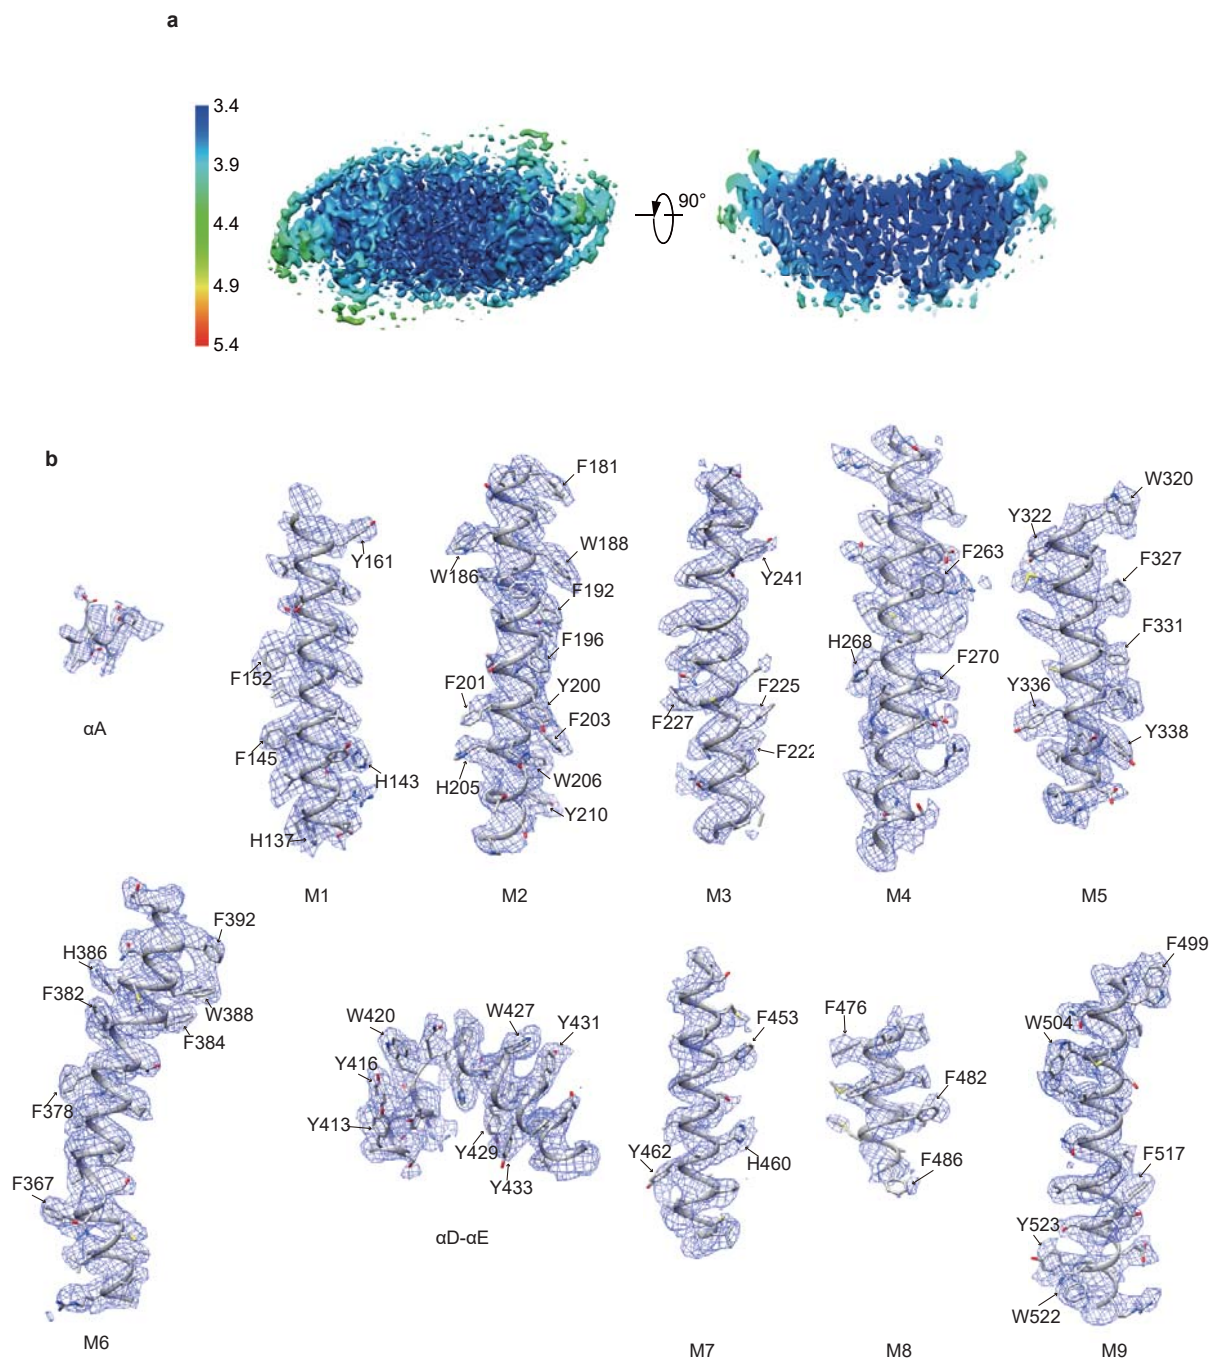 a
3.4
3.9
4.4
4.9
5.4
90°
b
αA
Y161
F152
F145
H143
H137
M1
F181
W188
W186
F192
F196
F201
Y200
F203
H205
W206
Y210
M2
Y241
F225
F227
F222
M3
F263
H268
F270
M4
W320
Y322
F327
F331
Y336
Y338
M5
F392
H386
F382
W388
F384
F378
F367
M6
W420
W427
Y431
Y416
Y413
Y429
Y433
αD-αE
F453
Y462
H460
M7
F476
F482
F486
M8
F499
W504
F517
Y523
W522
M9